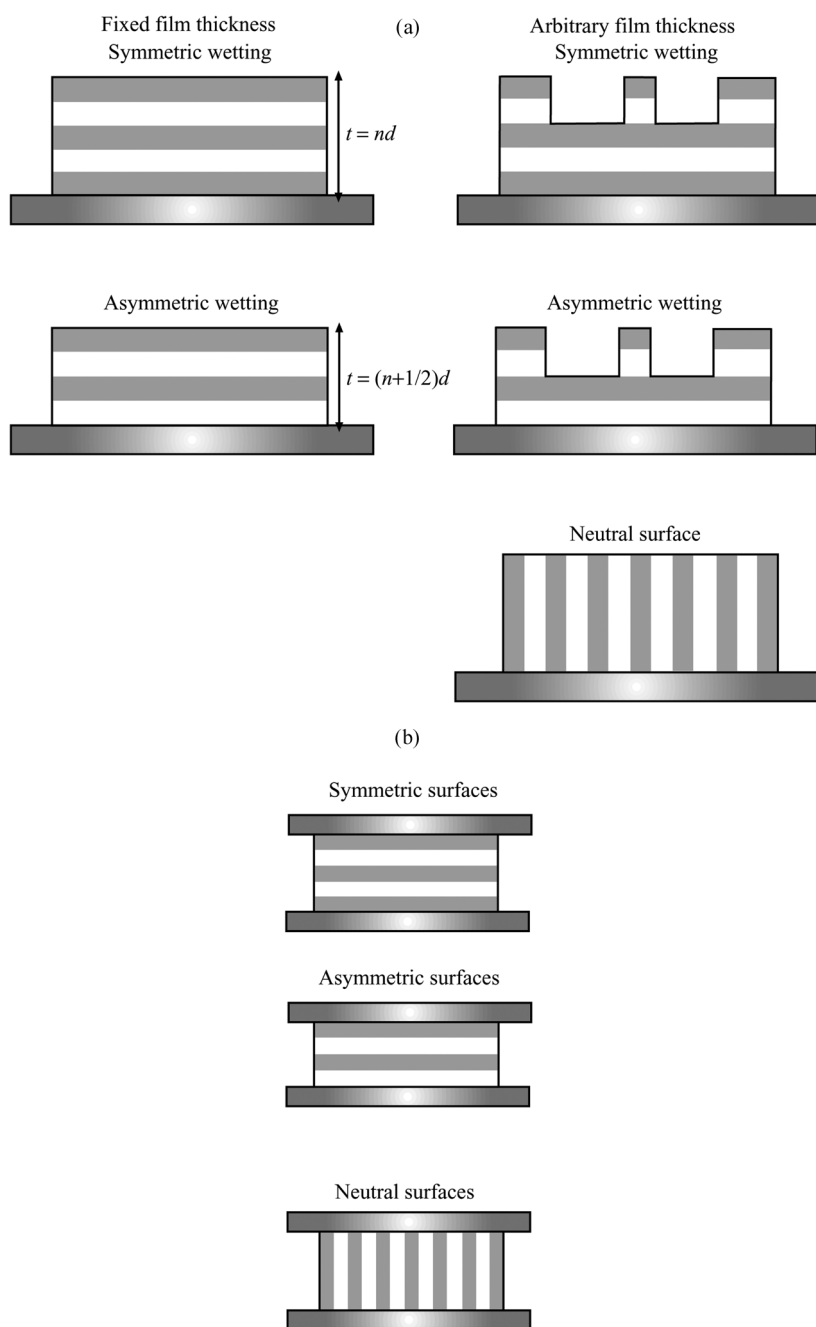 (a)
Fixed film thickness
Symmetric wetting
t = nd
Arbitrary film thickness
Symmetric wetting
Asymmetric wetting
t = (n+1/2)d
Asymmetric wetting
Neutral surface
(b)
Symmetric surfaces
Asymmetric surfaces
Neutral surfaces